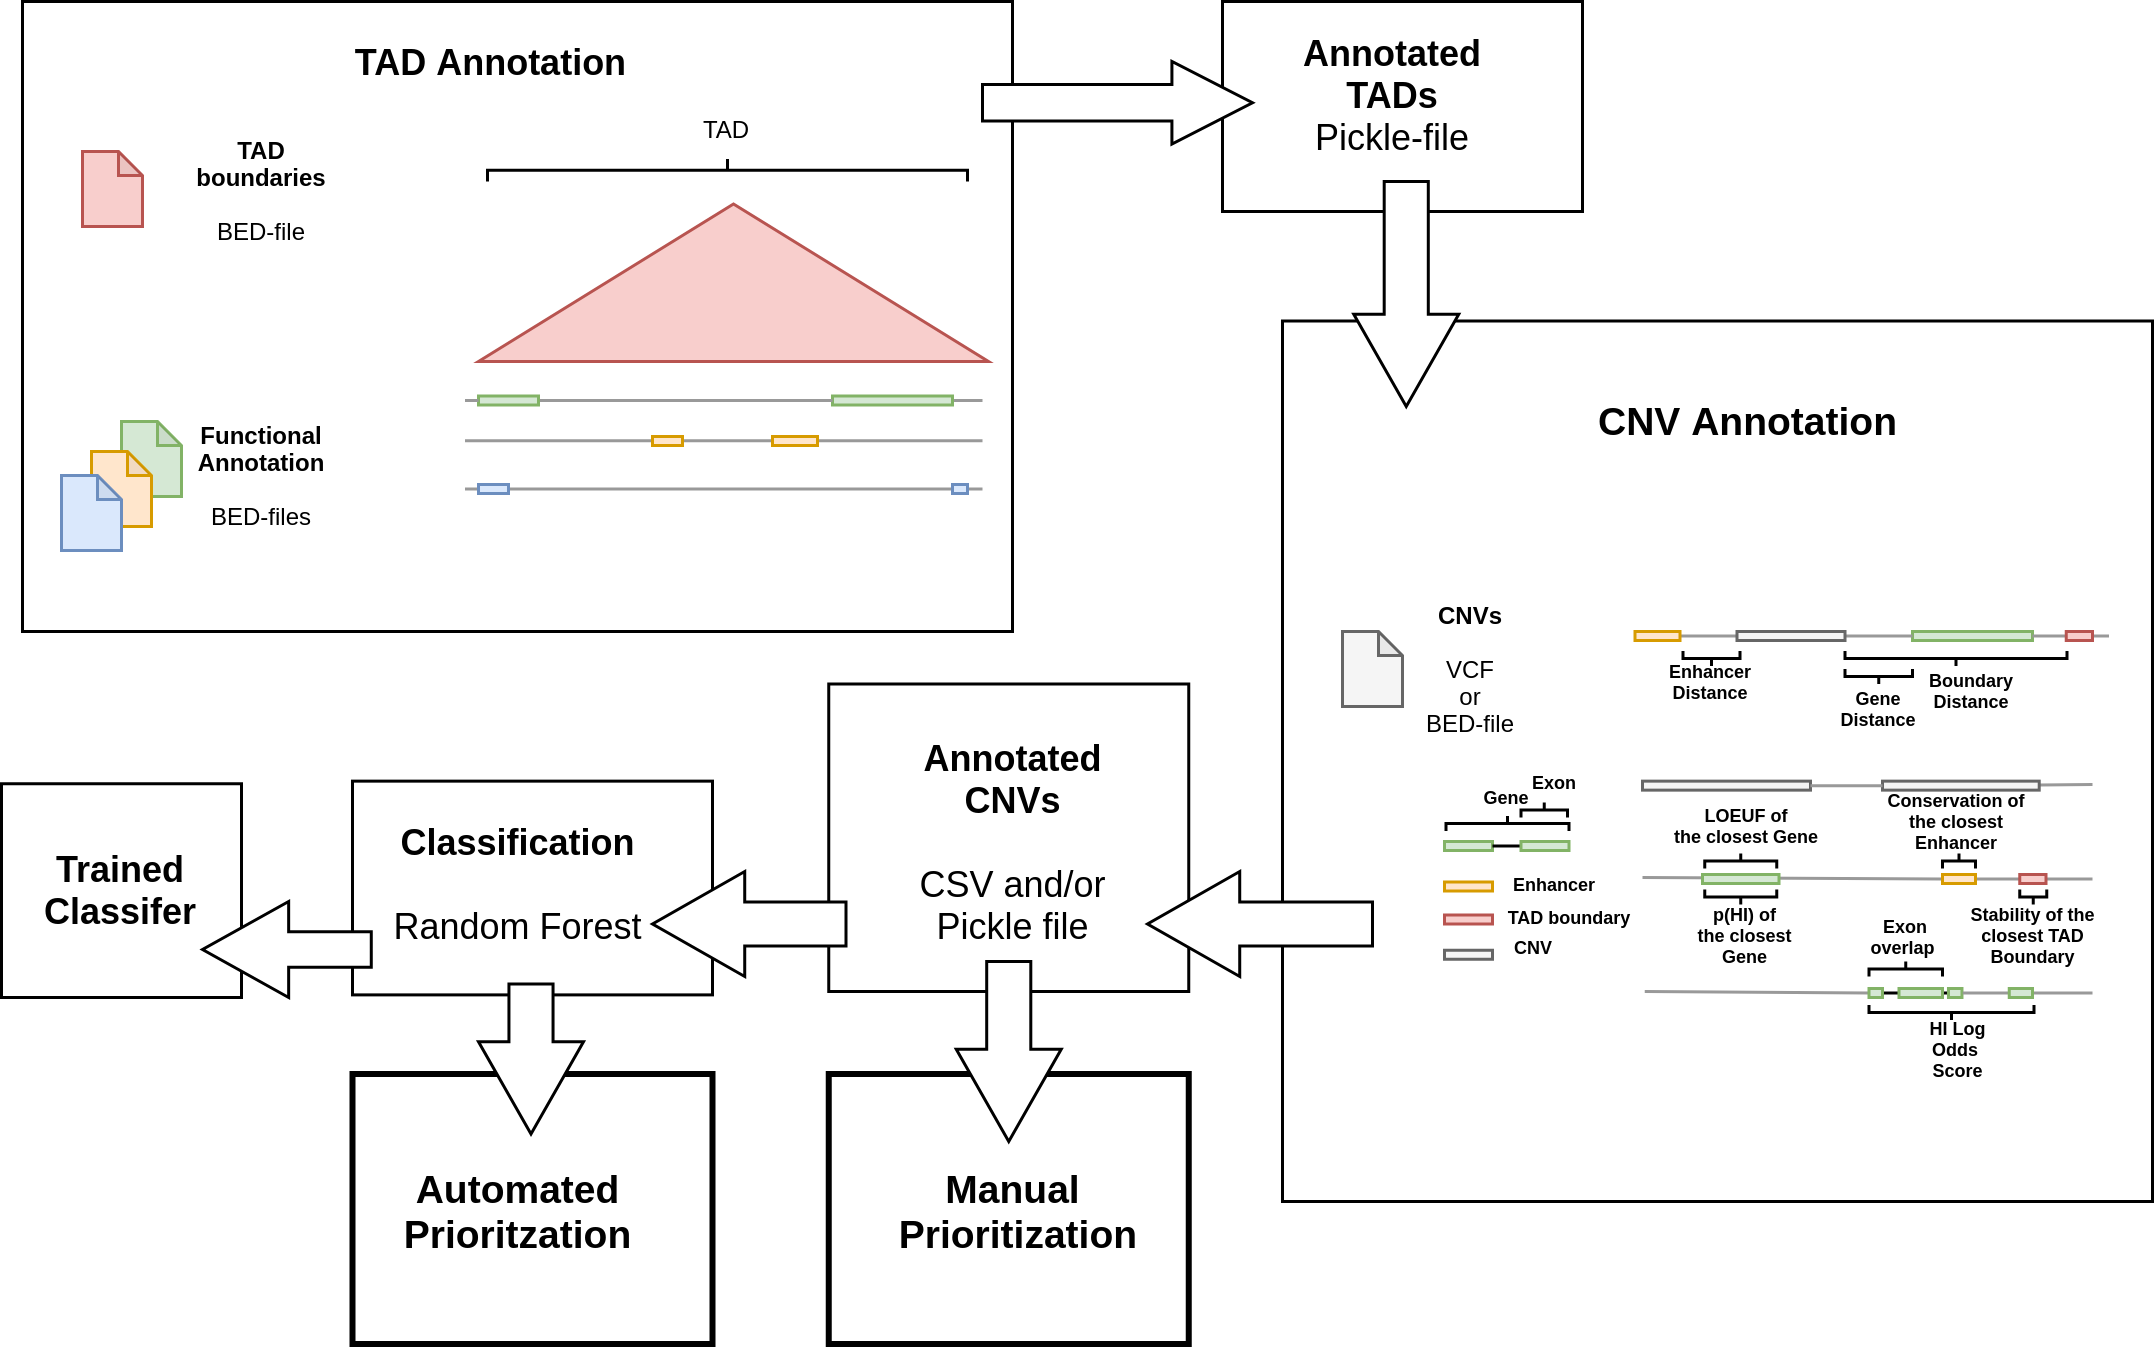 TAD Annotation
TAD
boundaries
BED-file
TAD
Functional
Annotation
BED-files
Annotated
TADs
Pickle-file
CNV Annotation
CNVs
VCF
or
BED-file
Enhancer
Distance
Gene
Distance
Boundary
Distance
Gene
Exon
Enhancer
TAD boundary
CNV
LOEUF of
the closest Gene
Conservation of
the closest
Enhancer
p(HI) of
the closest
Gene
Stability of the
closest TAD
Boundary
Exon
overlap
HI Log
Odds
Score
Annotated
CNVs
CSV and/or
Pickle file
Classification
Random Forest
Trained
Classifer
Automated
Prioritzation
Manual
Prioritization